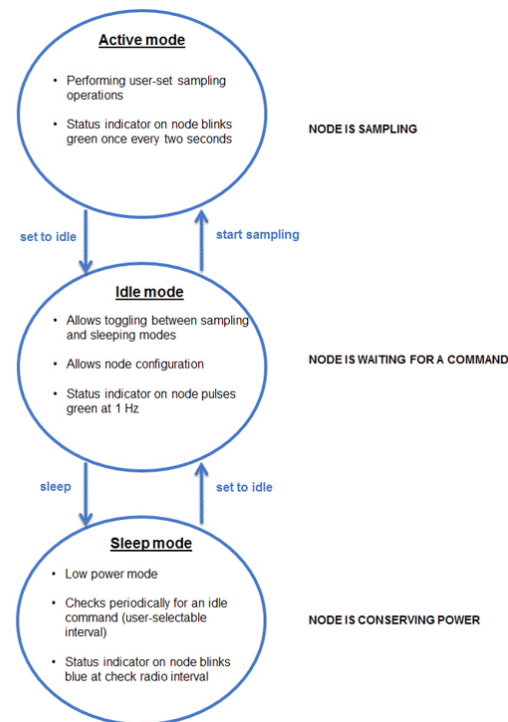 Active mode
• Performing user-set sampling
operations
• Status indicator on node blinks
green once every two seconds
NODE IS SAMPLING
set to idle
start sampling
Idle mode
• Allows toggling between sampling
and sleeping modes
• Allows node configuration
• Status indicator on node pulses
green at 1 Hz
NODE IS WAITING FOR A COMMAND
sleep
set to idle
Sleep mode
• Low power mode
• Checks periodically for an idle
command (user-selectable
interval)
• Status indicator on node blinks
blue at check radio interval
NODE IS CONSERVING POWER